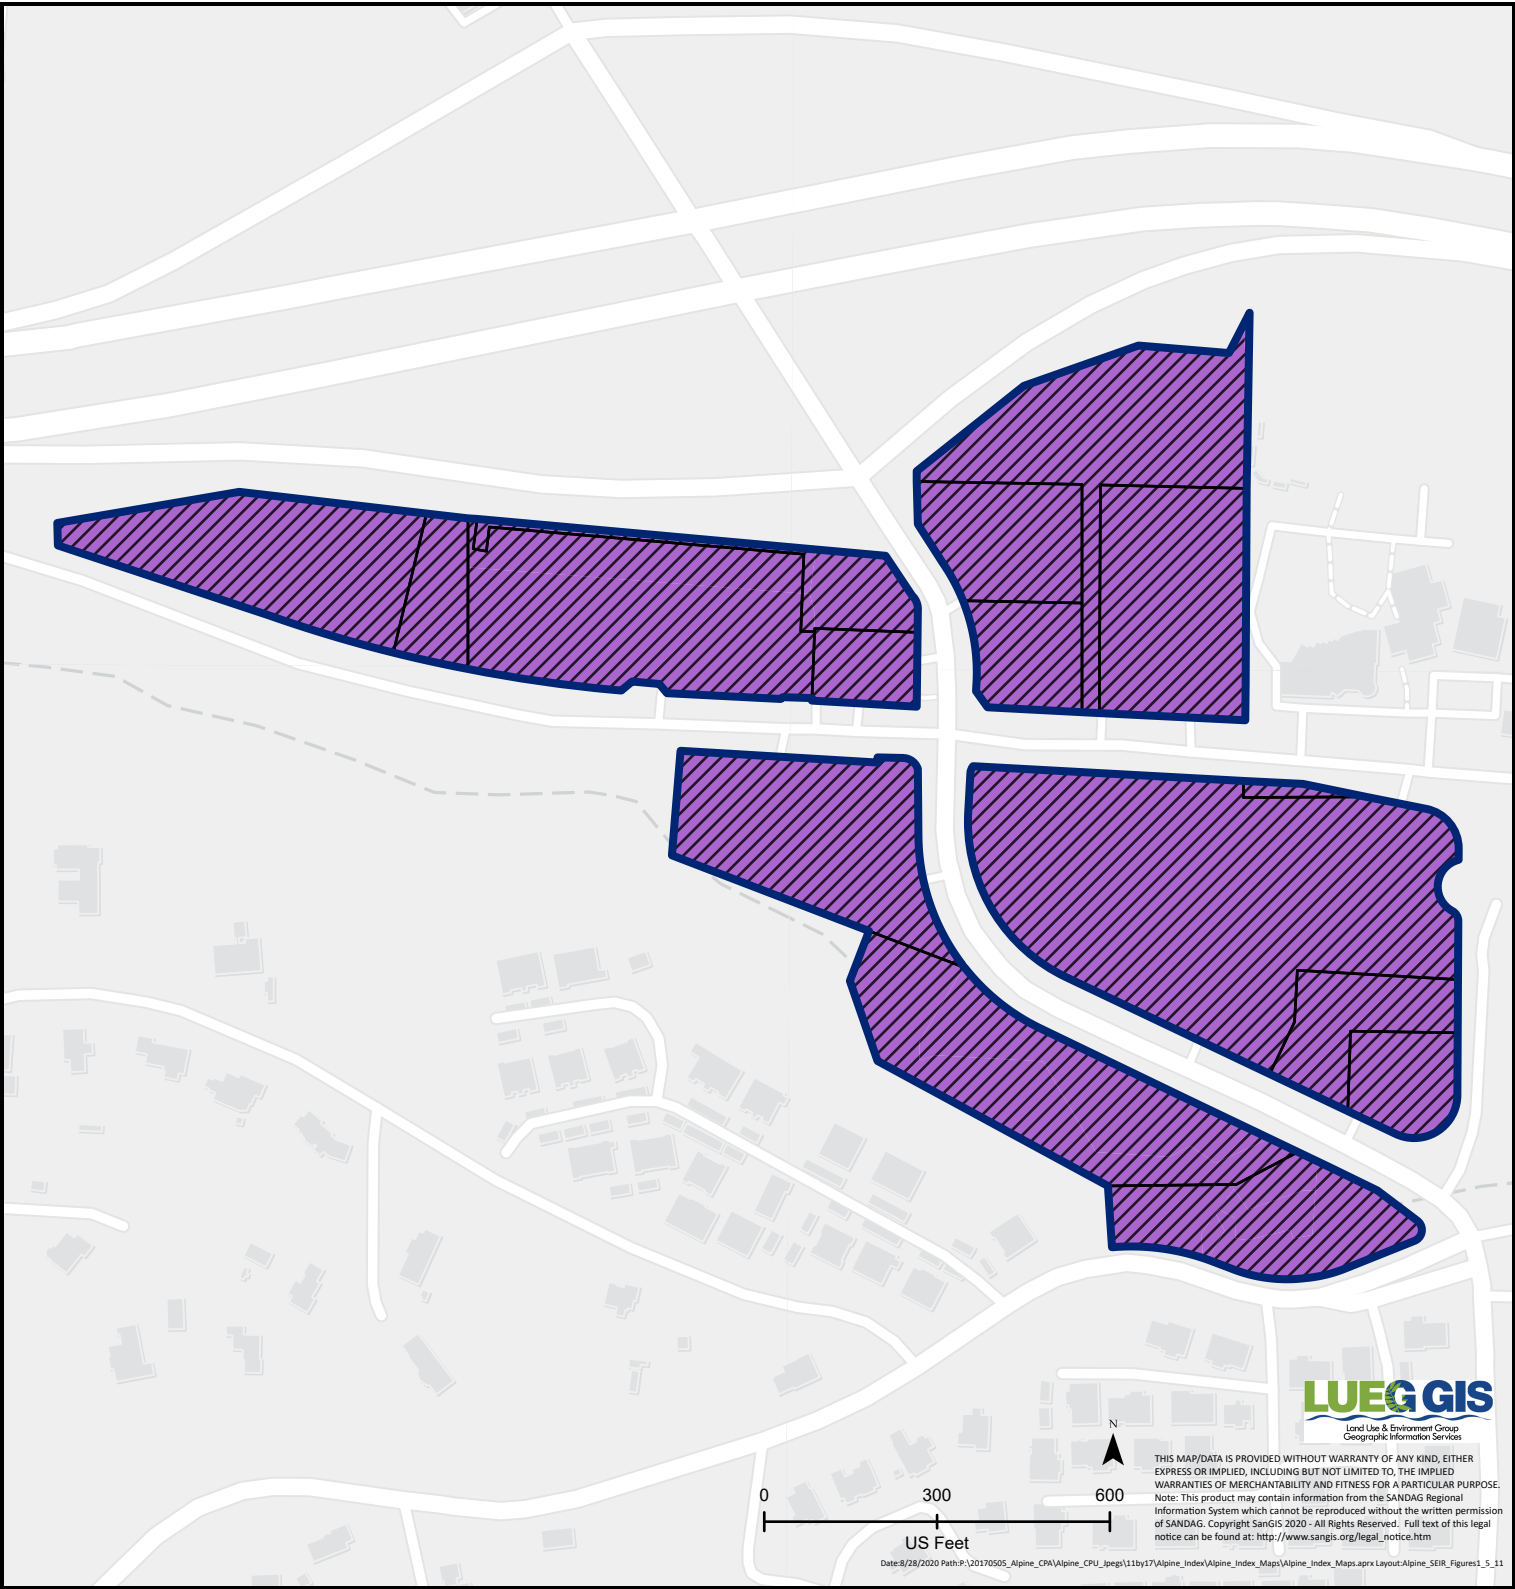 LUEG GIS
Land Use & Environment Group
Geographic Information Services
N
THIS MAP/DATA IS PROVIDED WITHOUT WARRANTY OF ANY KIND, EITHER
EXPRESS OR IMPLIED, INCLUDING BUT NOT LIMITED TO, THE IMPLIED
WARRANTIES OF MERCHANTABILITY AND FITNESS FOR A PARTICULAR PURPOSE.
Note: This product may contain information from the SANDAG Regional
Information System which cannot be reproduced without the written permission
of SANDAG. Copyright SanGIS 2020 - All Rights Reserved. Full text of this legal
notice can be found at: http://www.sangis.org/legal_notice.htm
0 300 600
US Feet
Date:8/28/2020 Path:P:\20170505_Alpine_CPA\Alpine_CPU_Jpegs\11by17\Alpine_Index\Alpine_Index_Maps\Alpine_Index_Maps.aprx Layout:Alpine_SEIR_Figures1_5_11